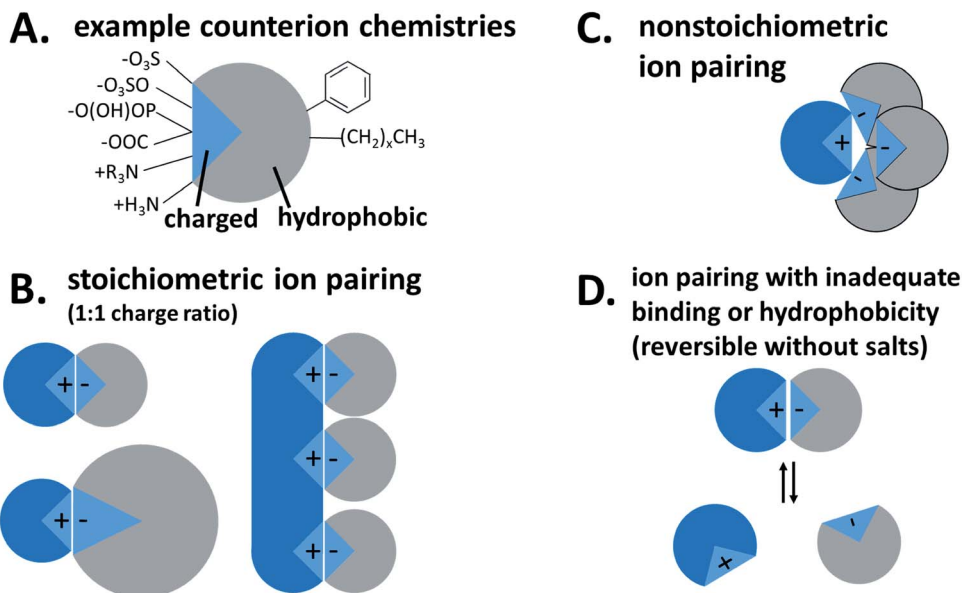 A. example counterion chemistries
-O₃S
-O₃SO
-O(OH)OP
-OOC
+R₃N
+H₃N
(CH₂)ₓCH₃
charged hydrophobic
B. stoichiometric ion pairing
(1:1 charge ratio)
+ -
+ -
+ -
+ -
+ -
C. nonstoichiometric
ion pairing
-
+ -
-
D. ion pairing with inadequate
binding or hydrophobicity
(reversible without salts)
+ -
+ -